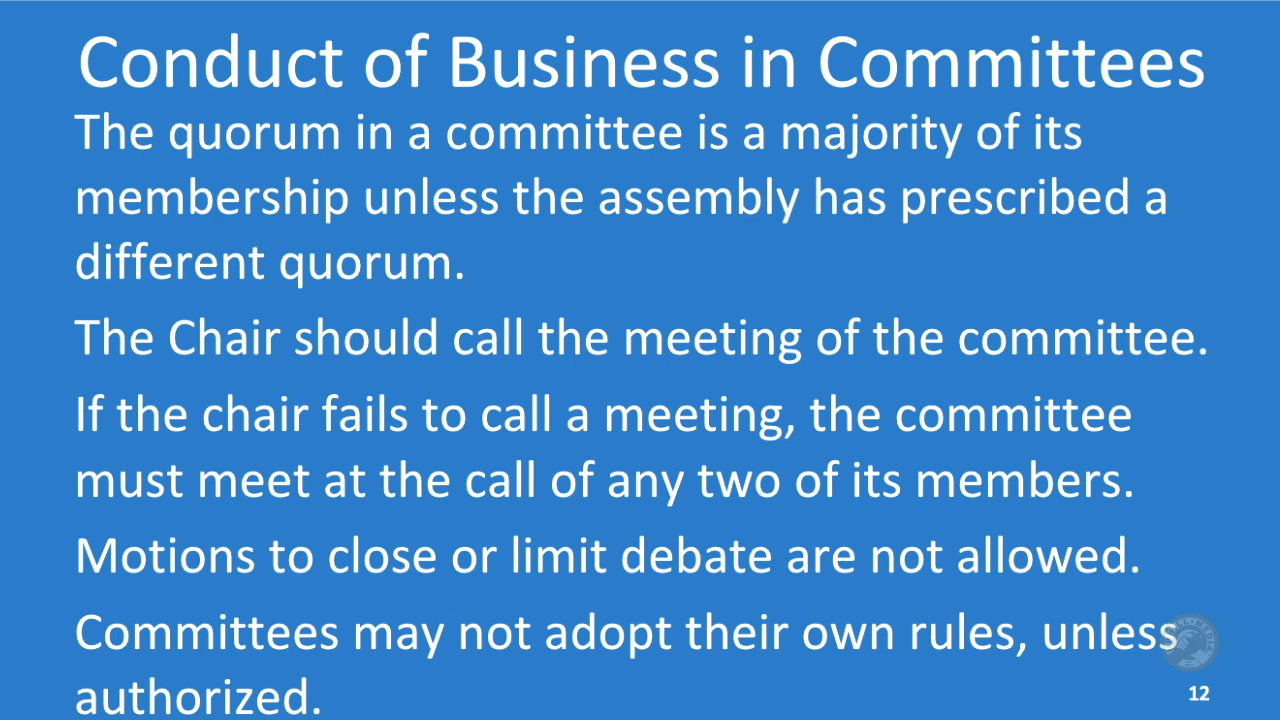 Conduct of Business in Committees
The quorum in a committee is a majority of its
membership unless the assembly has prescribed a
different quorum.
The Chair should call the meeting of the committee.
If the chair fails to call a meeting, the committee
must meet at the call of any two of its members.
Motions to close or limit debate are not allowed.
Committees may not adopt their own rules, unless
authorized.
12